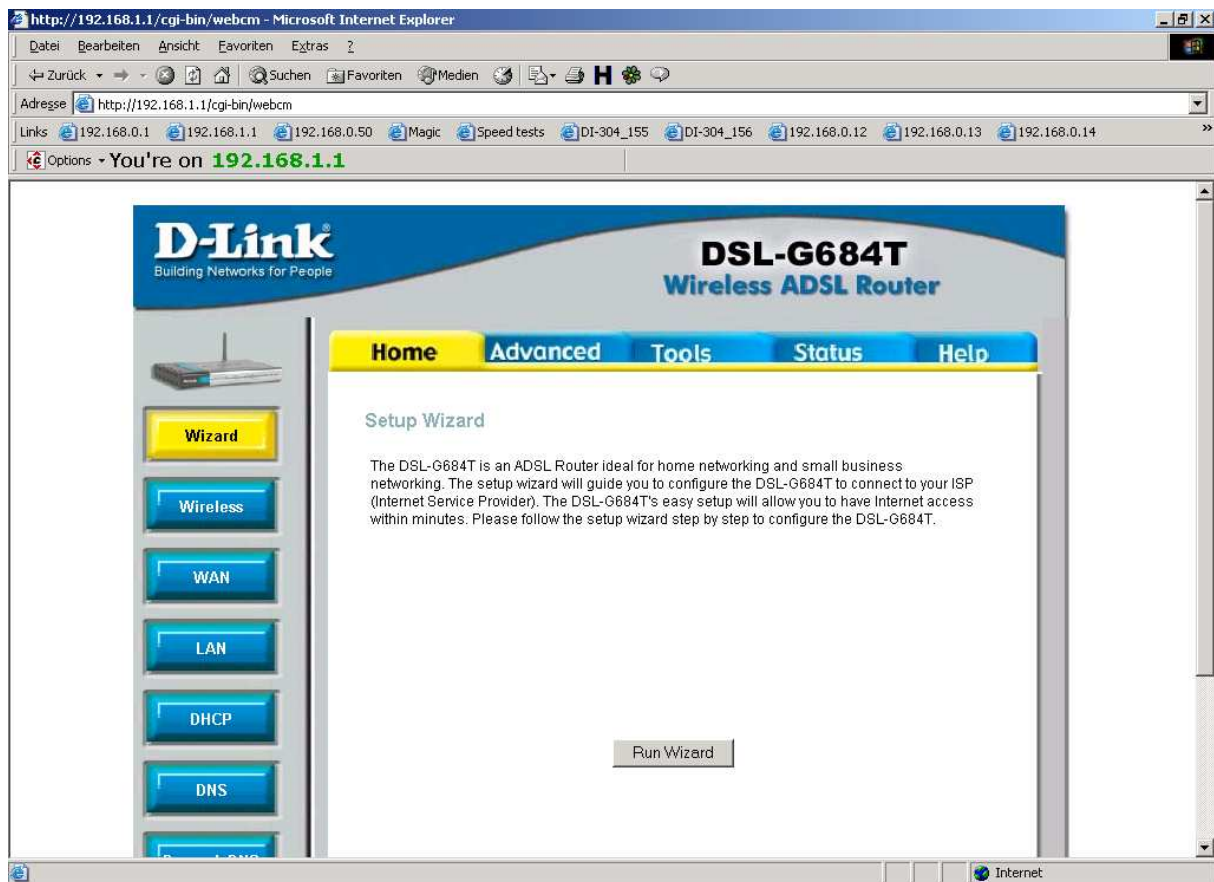 http://192.168.1.1/cgi-bin/webcm - Microsoft Internet Explorer
Datei Bearbeiten Ansicht Favoriten Extras ?
Zurück Suchen Favoriten Medien
Adresse http://192.168.1.1/cgi-bin/webcm
Links 192.168.0.1 192.168.1.1 192.168.0.50 Magic Speed tests DI-304_155 DI-304_156 192.168.0.12 192.168.0.13 192.168.0.14 »
Options You're on 192.168.1.1
D-Link
Building Networks for People
DSL-G684T
Wireless ADSL Router
Home Advanced Tools Status Help
Wizard
Wireless
WAN
LAN
DHCP
DNS
Setup Wizard
The DSL-G684T is an ADSL Router ideal for home networking and small business
networking. The setup wizard will guide you to configure the DSL-G684T to connect to your ISP
(Internet Service Provider). The DSL-G684T's easy setup will allow you to have Internet access
within minutes. Please follow the setup wizard step by step to configure the DSL-G684T.
Run Wizard
Internet